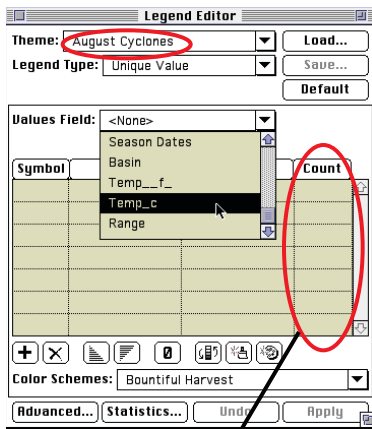 Legend Editor
Theme: August Cyclones Load...
Legend Type: Unique Value Save...
Default
Values Field: <None>
Season Dates
Basin
Symbol Count
Temp__f_
Temp_c
Range
0
Color Schemes: Bountiful Harvest
Advanced... Statistics... Undo Apply